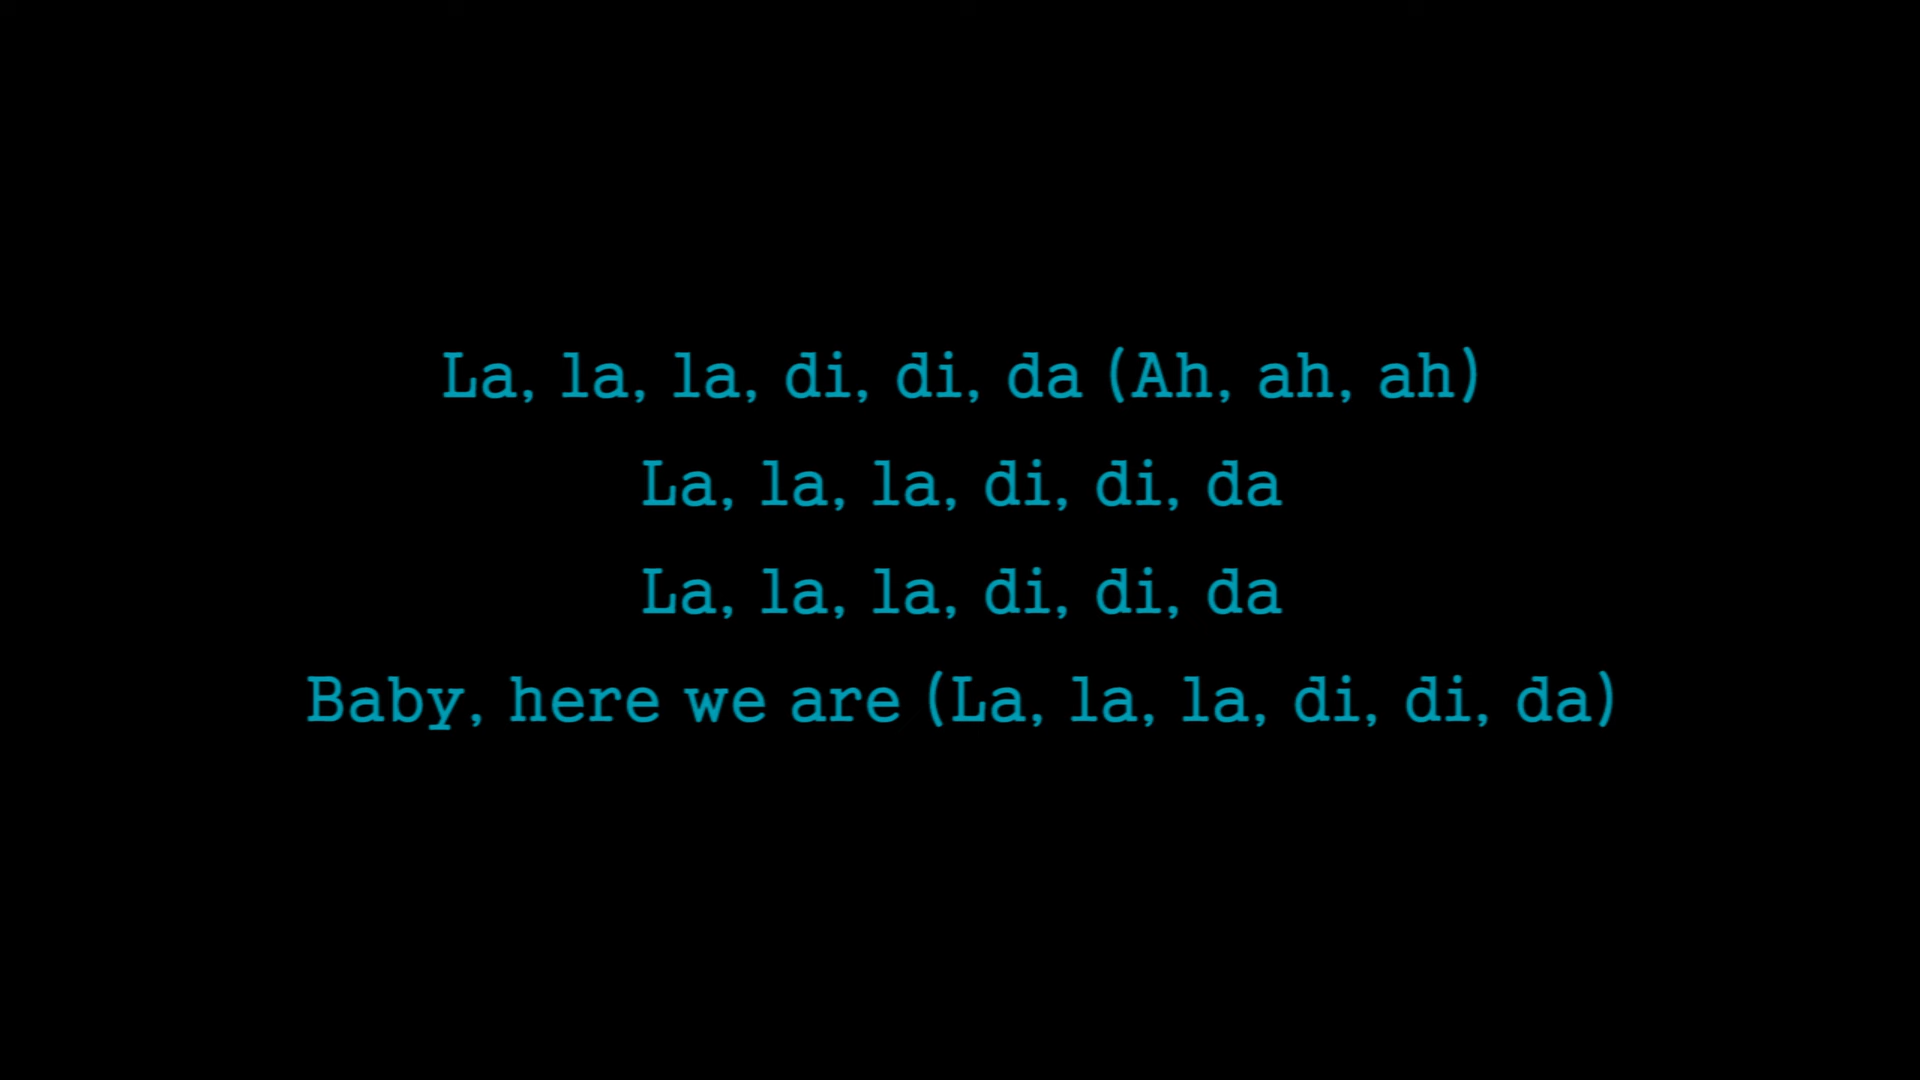 La, la, la, di, di, da (Ah, ah, ah)
La, la, la, di, di, da
La, la, la, di, di, da
Baby, here we are (La, la, la, di, di, da)